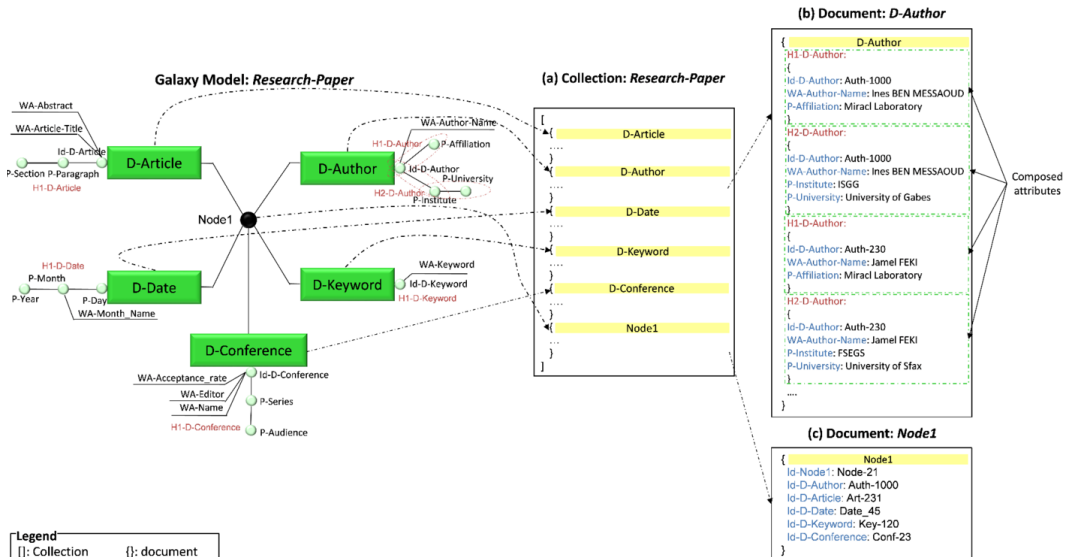 Galaxy Model: Research-Paper
WA-Abstract
WA-Article-Title
Id-D-Article
P-Section P-Paragraph
H1-D-Article
D-Article
WA-Author-Name
H1-D-Author
P-Affiliation
D-Author
Id-D-Author
P-University
H2-D-Author
P-Institute
Node1
H1-D-Date
P-Month
P-Year
P-Day
WA-Month_Name
D-Date
D-Keyword
WA-Keyword
Id-D-Keyword
H1-D-Keyword
D-Conference
WA-Acceptance_rate
Id-D-Conference
WA-Editor
WA-Name
P-Series
H1-D-Conference
P-Audience
(a) Collection: Research-Paper
[
{ D-Article
....
}
{ D-Author
....
}
{ D-Date
....
}
{ D-Keyword
....
}
{ D-Conference
....
}
{ Node1
....
}
]
(b) Document: D-Author
{ D-Author
H1-D-Author:
{
Id-D-Author: Auth-1000
WA-Author-Name: Ines BEN MESSAOUD
P-Affiliation: Miracl Laboratory
}
H2-D-Author:
{
Id-D-Author: Auth-1000
WA-Author-Name: Ines BEN MESSAOUD
P-Institute: ISGG
P-University: University of Gabes
}
H1-D-Author:
{
Id-D-Author: Auth-230
WA-Author-Name: Jamel FEKI
P-Affiliation: Miracl Laboratory
}
H2-D-Author:
{
Id-D-Author: Auth-230
WA-Author-Name: Jamel FEKI
P-Institute: FSEGS
P-University: University of Sfax
}
....
}
Composed
attributes
(c) Document: Node1
{ Node1
Id-Node1: Node-21
Id-D-Author: Auth-1000
Id-D-Article: Art-231
Id-D-Date: Date_45
Id-D-Keyword: Key-120
Id-D-Conference: Conf-23
}
Legend
[]: Collection {}: document